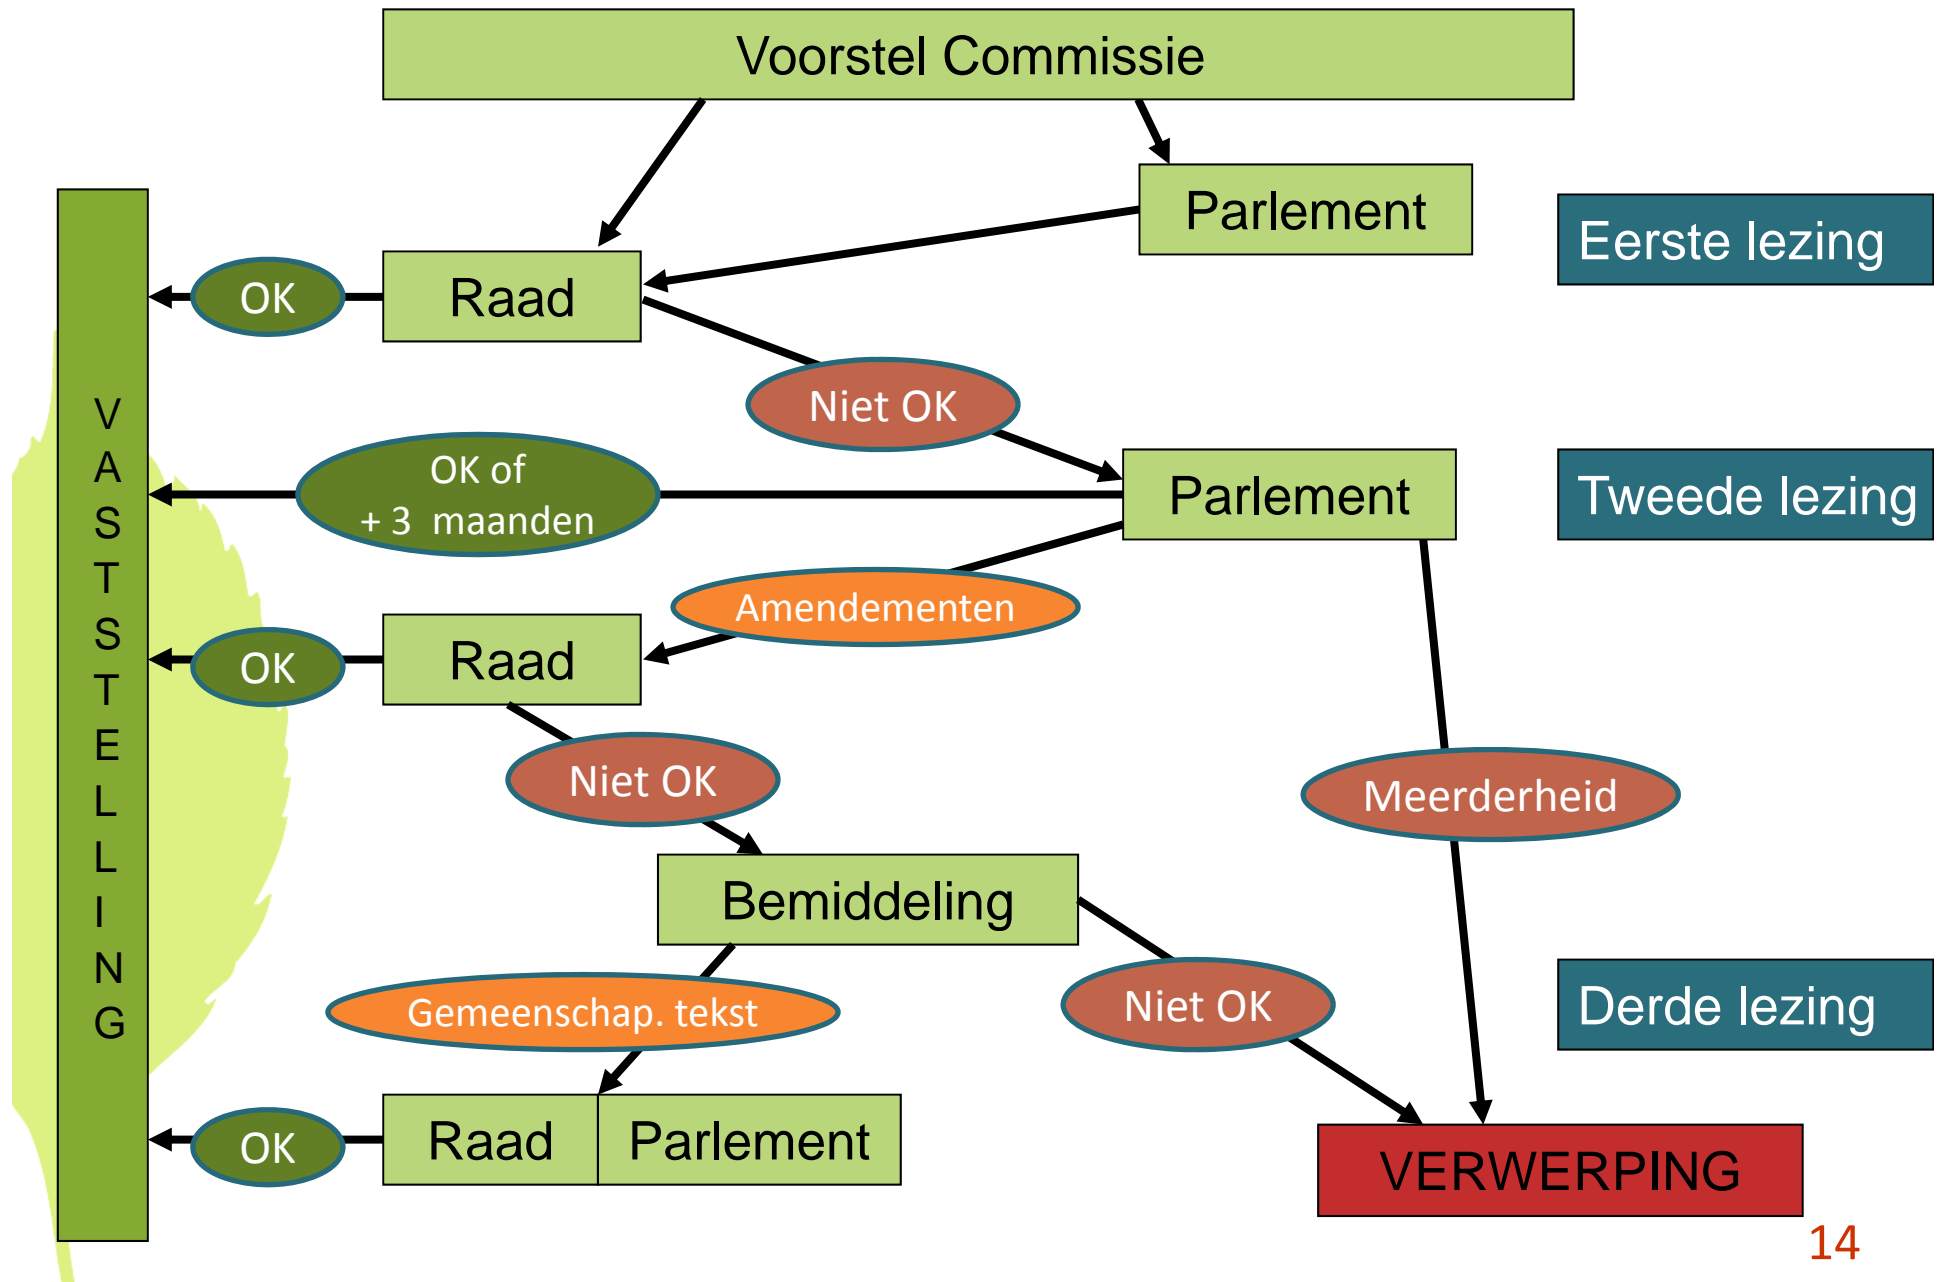 Voorstel Commissie
Parlement
Eerste lezing
OK
Raad
Niet OK
V
A
S
T
S
T
E
L
L
I
N
G
OK of
+ 3 maanden
Parlement
Tweede lezing
Amendementen
OK
Raad
Niet OK
Meerderheid
Bemiddeling
Gemeenschap. tekst
Niet OK
Derde lezing
OK
Raad
Parlement
VERWERPING
14